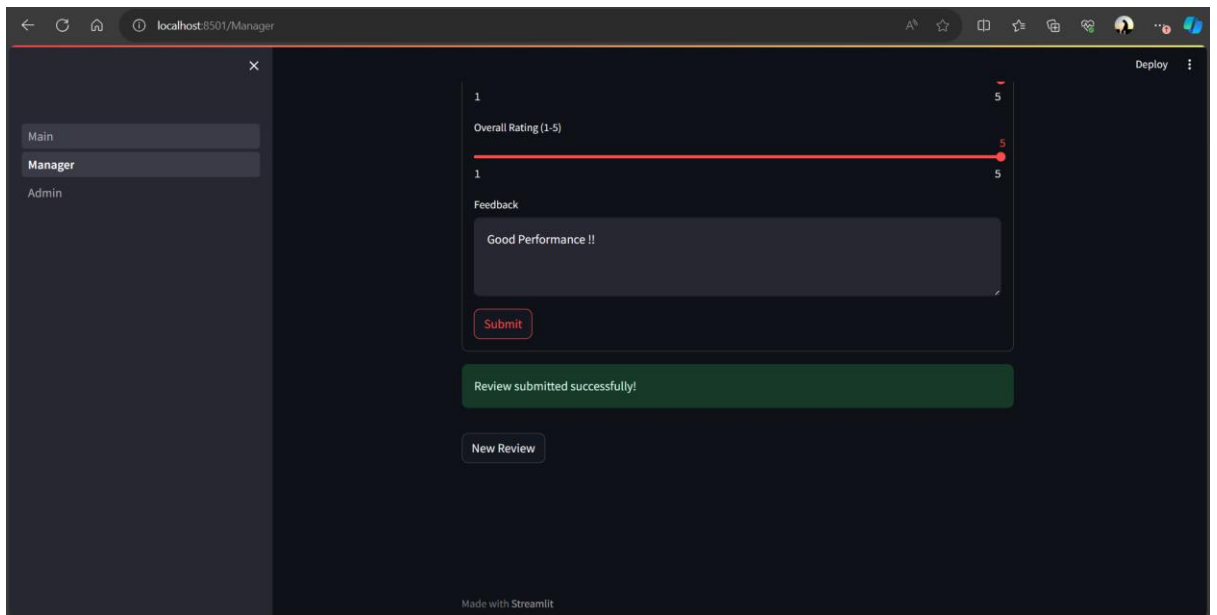 localhost:8501/Manager
Deploy
Main
Manager
Admin
1 5
Overall Rating (1-5)
5
1 5
Feedback
Good Performance !!
Submit
Review submitted successfully!
New Review
Made with Streamlit